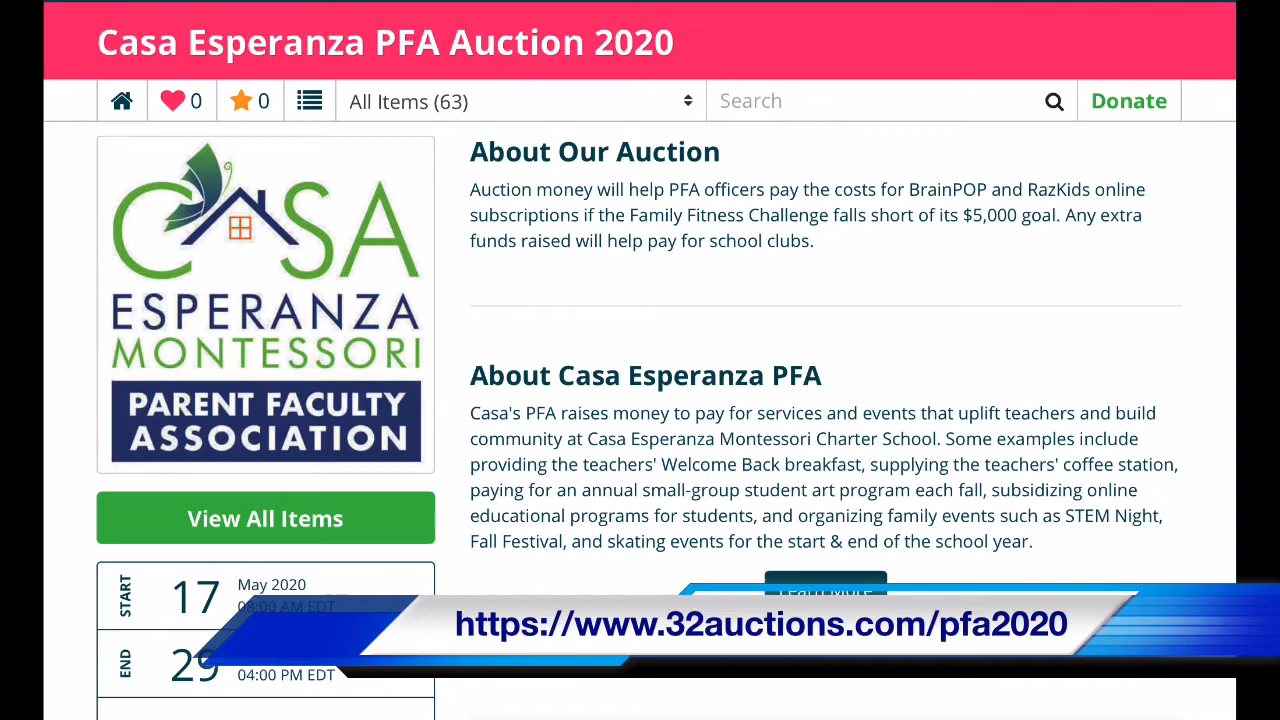 Casa Esperanza PFA Auction 2020
0
0
All Items (63)
Search
Donate
CASA
ESPERANZA
MONTESSORI
PARENT FACULTY
ASSOCIATION
View All Items
START
17
May 2020
08:00 AM EDT
END
29
04:00 PM EDT
About Our Auction
Auction money will help PFA officers pay the costs for BrainPOP and RazKids online
subscriptions if the Family Fitness Challenge falls short of its $5,000 goal. Any extra
funds raised will help pay for school clubs.
About Casa Esperanza PFA
Casa's PFA raises money to pay for services and events that uplift teachers and build
community at Casa Esperanza Montessori Charter School. Some examples include
providing the teachers' Welcome Back breakfast, supplying the teachers' coffee station,
paying for an annual small-group student art program each fall, subsidizing online
educational programs for students, and organizing family events such as STEM Night,
Fall Festival, and skating events for the start & end of the school year.
Learn More
https://www.32auctions.com/pfa2020